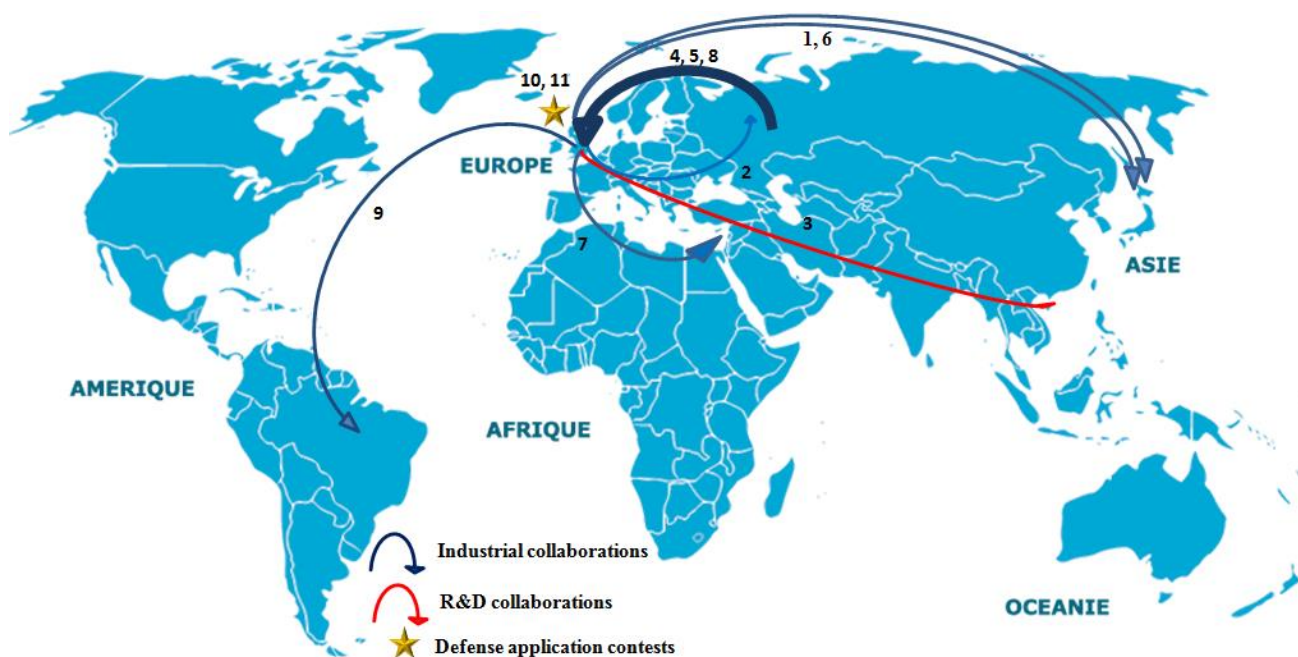 1, 6
4, 5, 8
10, 11
EUROPE
2
9
3
7
ASIE
AMERIQUE
AFRIQUE
Industrial collaborations
R&D collaborations
OCEANIE
Defense application contests